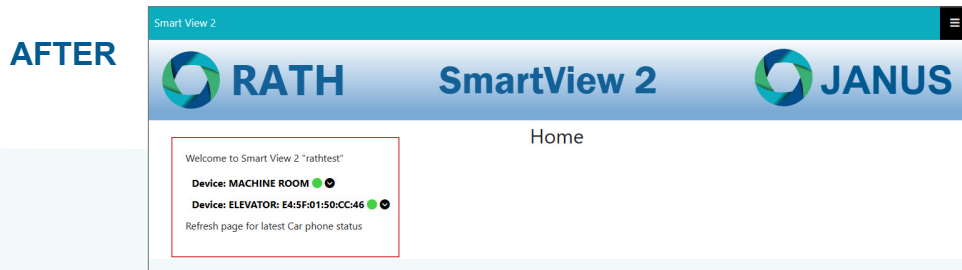 AFTER
Smart View 2
RATH
SmartView 2
JANUS
Home
Welcome to Smart View 2 "rathtest"
Device: MACHINE ROOM
Device: ELEVATOR: E4:5F:01:50:CC:46
Refresh page for latest Car phone status